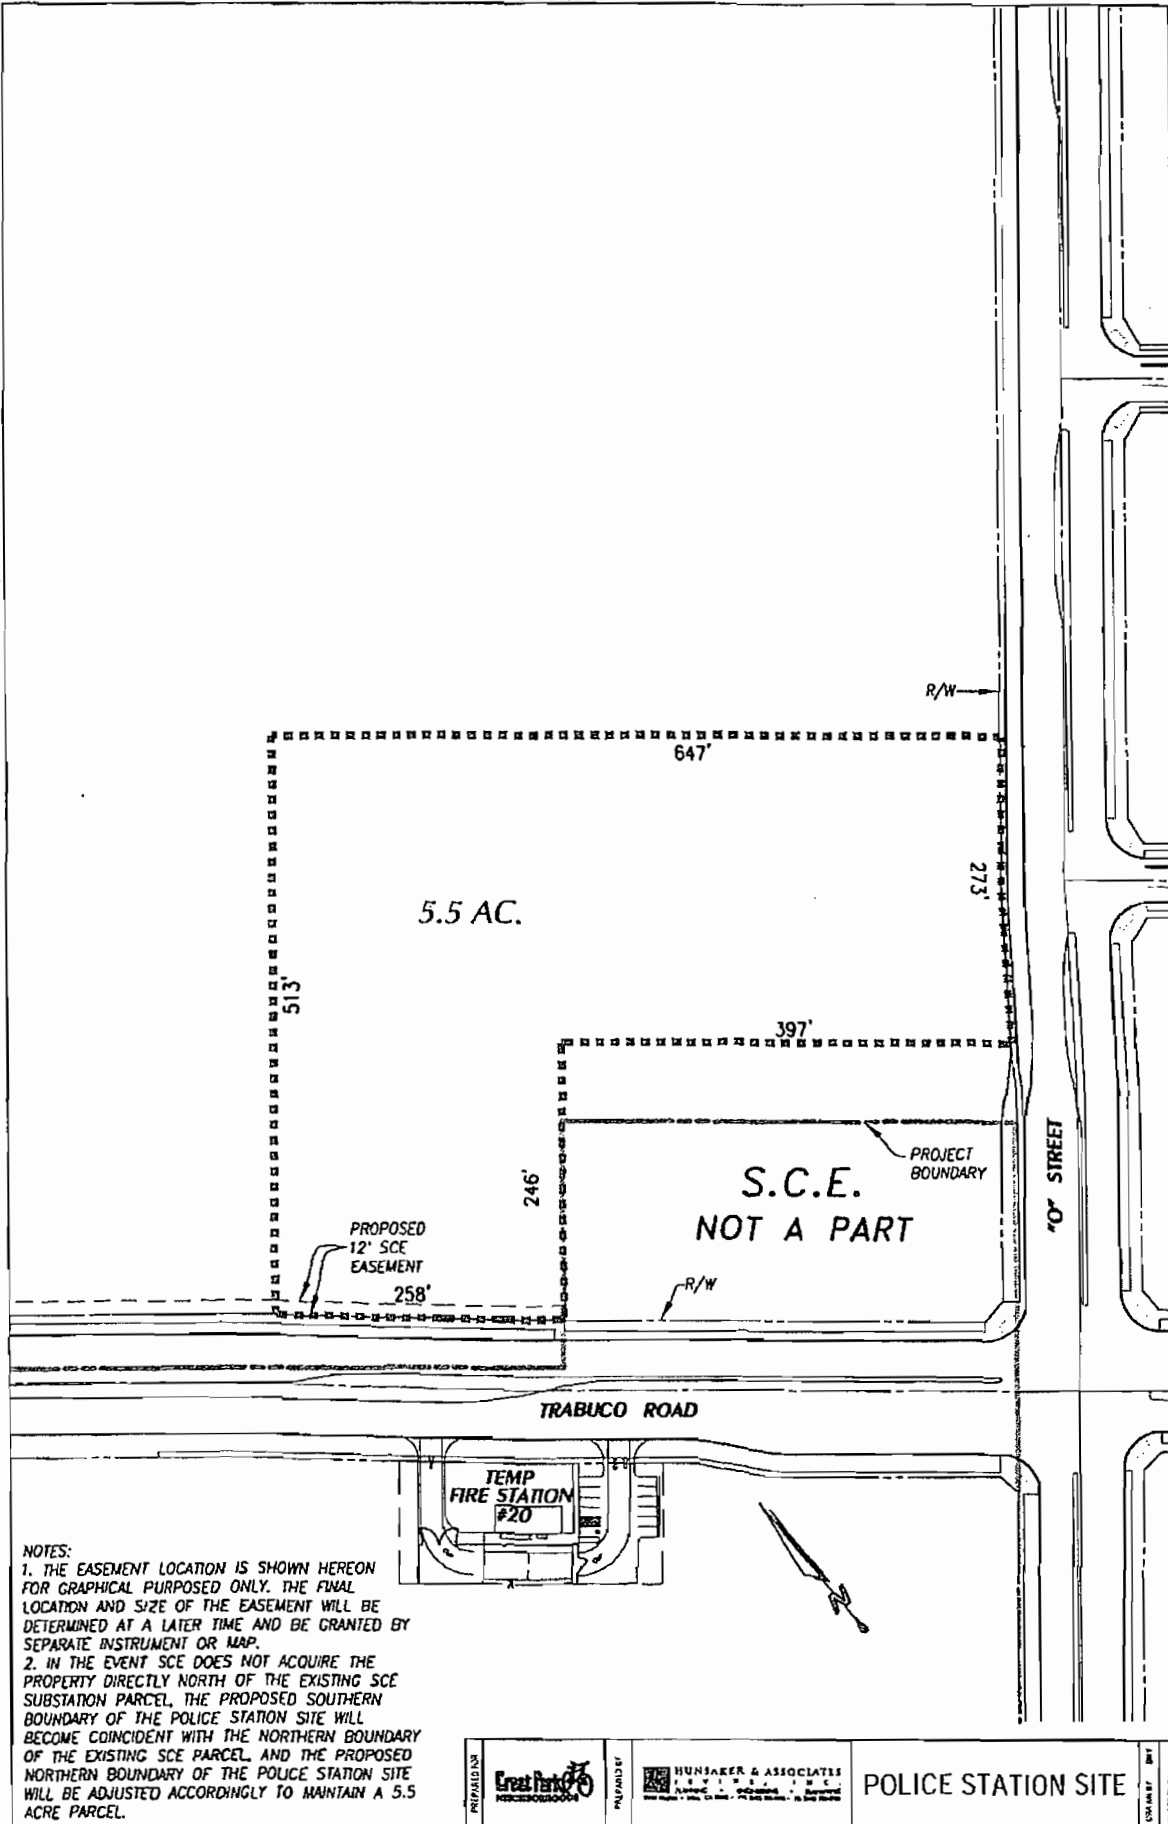 R/W
647'
273'
5.5 AC.
513'
397'
PROJECT
BOUNDARY
246'
S.C.E.
NOT A PART
"O" STREET
PROPOSED
12' SCE
EASEMENT
258'
R/W
TRABUCO ROAD
TEMP
FIRE STATION
#20
N
NOTES:
1. THE EASEMENT LOCATION IS SHOWN HEREON
FOR GRAPHICAL PURPOSED ONLY. THE FINAL
LOCATION AND SIZE OF THE EASEMENT WILL BE
DETERMINED AT A LATER TIME AND BE GRANTED BY
SEPARATE INSTRUMENT OR MAP.
2. IN THE EVENT SCE DOES NOT ACQUIRE THE
PROPERTY DIRECTLY NORTH OF THE EXISTING SCE
SUBSTATION PARCEL, THE PROPOSED SOUTHERN
BOUNDARY OF THE POLICE STATION SITE WILL
BECOME COINCIDENT WITH THE NORTHERN BOUNDARY
OF THE EXISTING SCE PARCEL AND THE PROPOSED
NORTHERN BOUNDARY OF THE POLICE STATION SITE
WILL BE ADJUSTED ACCORDINGLY TO MAINTAIN A 5.5
ACRE PARCEL.
PREPARED FOR
Great Park
NEIGHBORHOODS
PREPARED BY
HUNSAKER & ASSOCIATES
POLICE STATION SITE